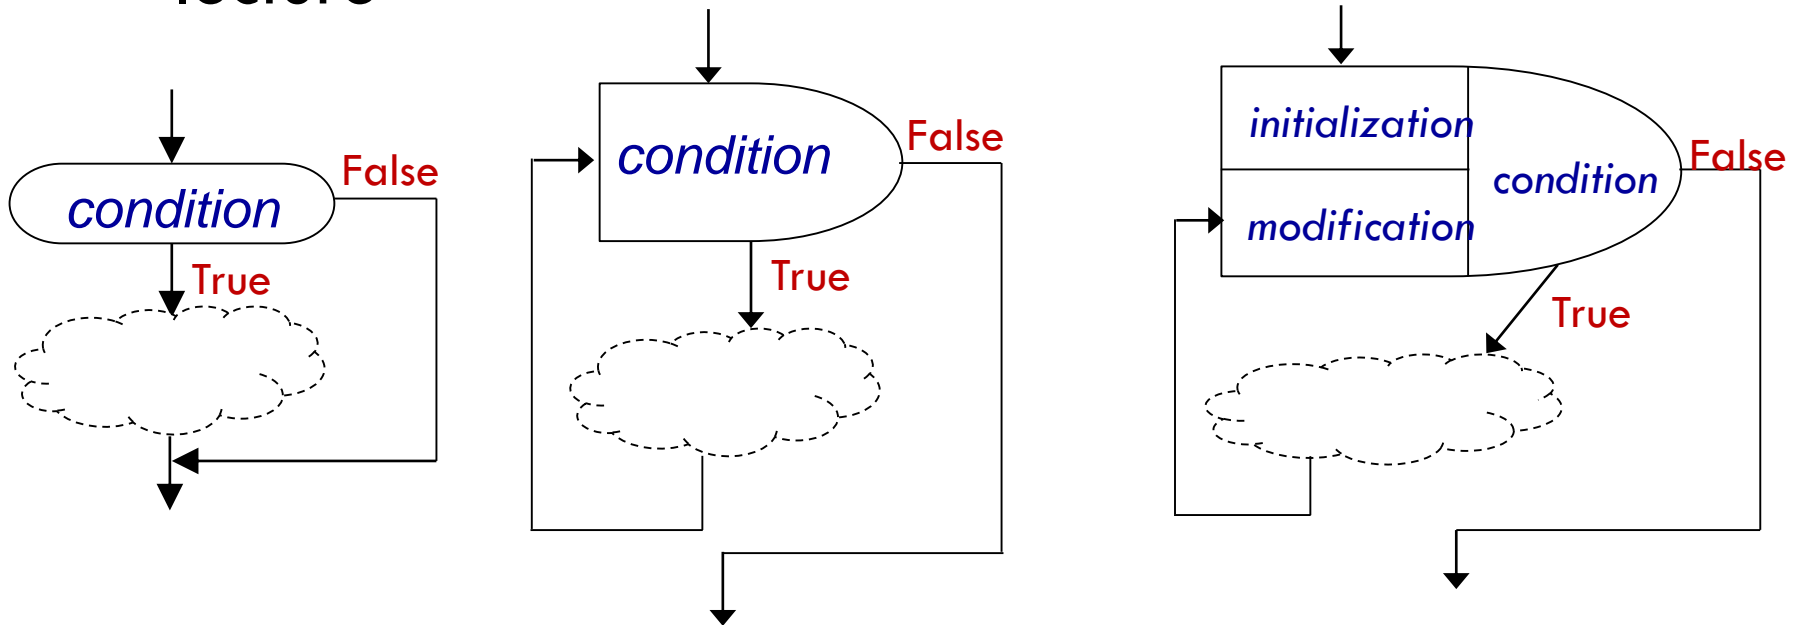 condition
False
True
condition
False
True
initialization
modification
condition
False
True